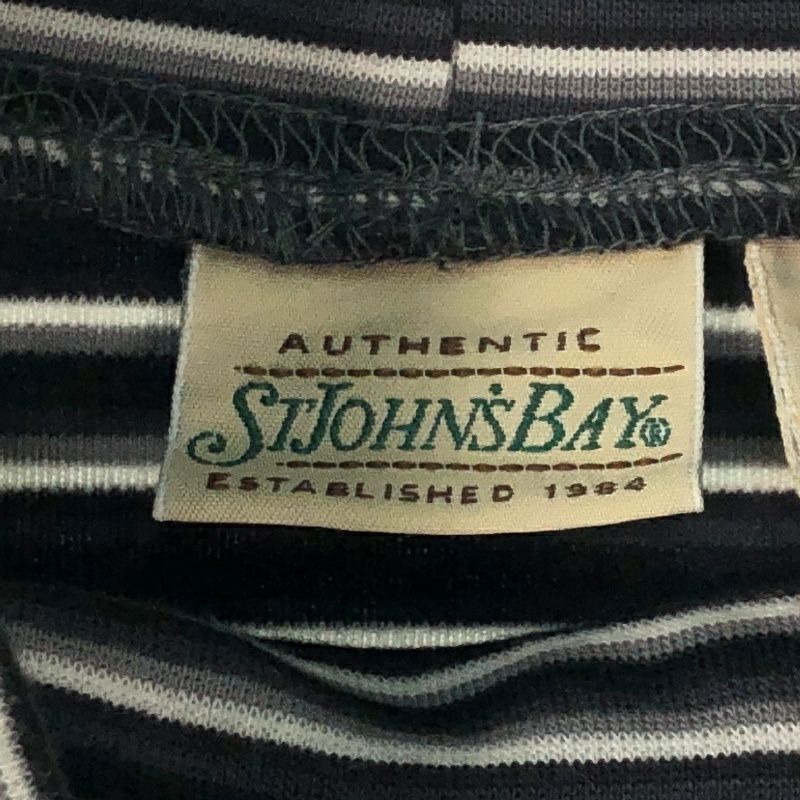 AUTHENTIC
ST.JOHN'S BAY®
ESTABLISHED 1984